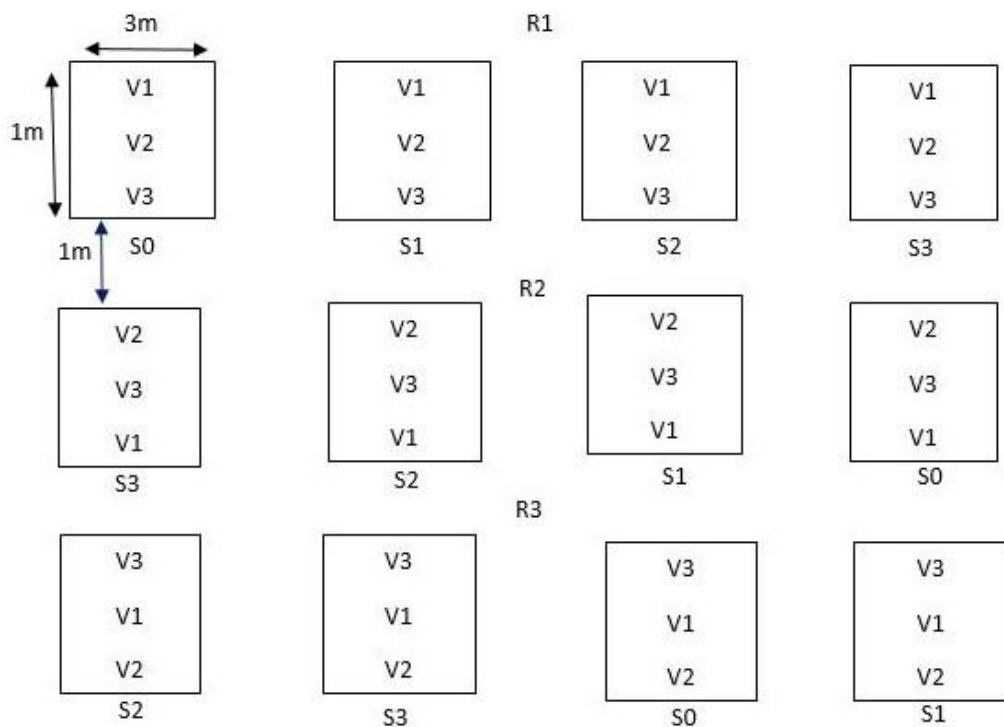 3m R1
V1 V1 V1 V1
1m V2 V2 V2 V2
V3 V3 V3 V3
1m S0 S1 S2 S3
R2
V2 V2 V2 V2
V3 V3 V3 V3
V1 V1 V1 V1
S3 S2 S1 S0
R3
V3 V3 V3 V3
V1 V1 V1 V1
V2 V2 V2 V2
S2 S3 S0 S1